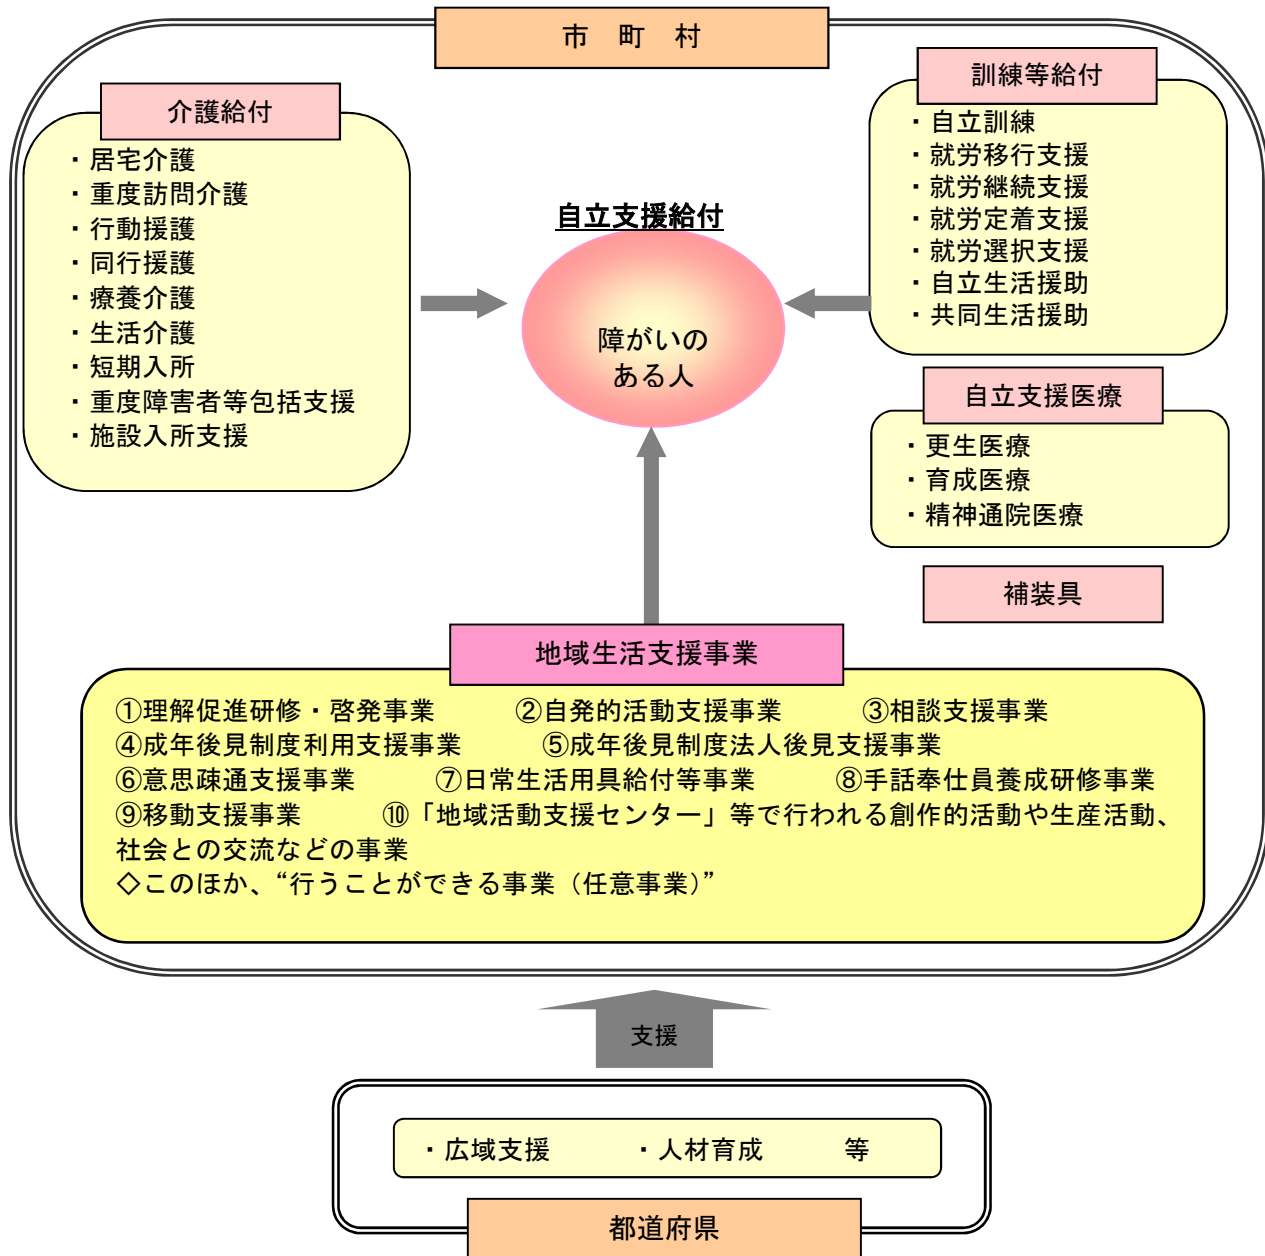 市　町　村
介護給付
・居宅介護
・重度訪問介護
・行動援護
・同行援護
・療養介護
・生活介護
・短期入所
・重度障害者等包括支援
・施設入所支援
自立支援給付
障がいの
ある人
訓練等給付
・自立訓練
・就労移行支援
・就労継続支援
・就労定着支援
・就労選択支援
・自立生活援助
・共同生活援助
自立支援医療
・更生医療
・育成医療
・精神通院医療
補装具
地域生活支援事業
①理解促進研修・啓発事業　②自発的活動支援事業　③相談支援事業
④成年後見制度利用支援事業　⑤成年後見制度法人後見支援事業
⑥意思疎通支援事業　⑦日常生活用具給付等事業　⑧手話奉仕員養成研修事業
⑨移動支援事業　⑩「地域活動支援センター」等で行われる創作的活動や生産活動、
社会との交流などの事業
◇このほか、“行うことができる事業（任意事業）”
支援
・広域支援　・人材育成　等
都道府県